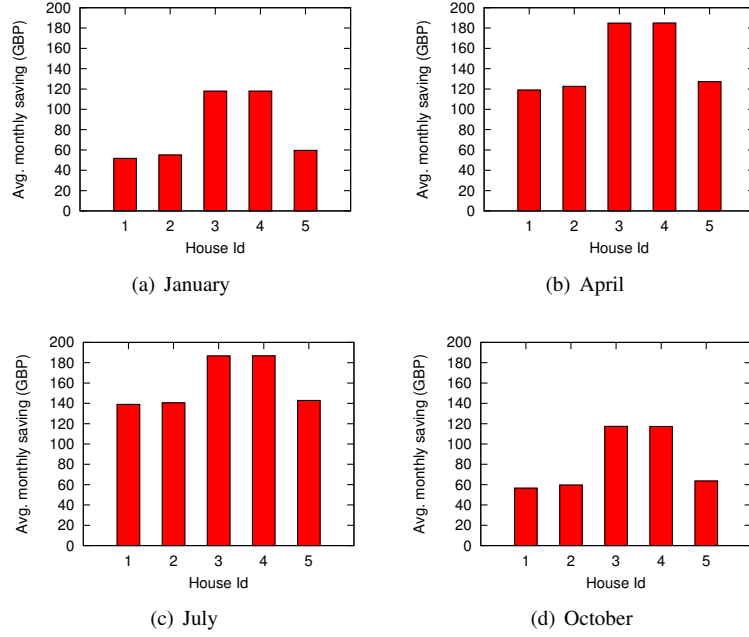 Avg. monthly saving (GBP)
200
180
160
140
120
100
80
60
40
20
0
1 2 3 4 5
House Id
(a) January
Avg. monthly saving (GBP)
200
180
160
140
120
100
80
60
40
20
0
1 2 3 4 5
House Id
(b) April
Avg. monthly saving (GBP)
200
180
160
140
120
100
80
60
40
20
0
1 2 3 4 5
House Id
(c) July
Avg. monthly saving (GBP)
200
180
160
140
120
100
80
60
40
20
0
1 2 3 4 5
House Id
(d) October